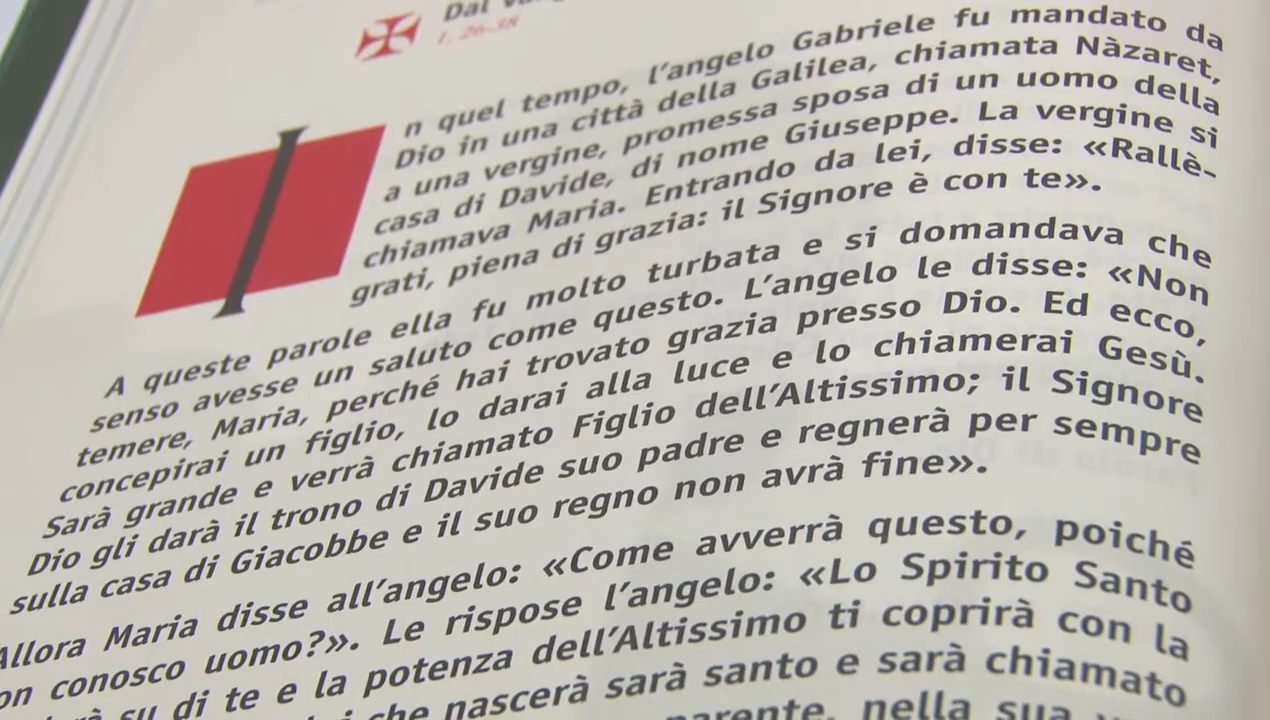 Dal
1, 26-38
In quel tempo, l'angelo Gabriele fu mandato da
Dio in una città della Galilea, chiamata Nàzaret,
a una vergine, promessa sposa di un uomo della
casa di Davide, di nome Giuseppe. La vergine si
chiamava Maria. Entrando da lei, disse: «Rallè-
grati, piena di grazia: il Signore è con te».
A queste parole ella fu molto turbata e si domandava che
senso avesse un saluto come questo. L'angelo le disse: «Non
temere, Maria, perché hai trovato grazia presso Dio. Ed ecco,
concepirai un figlio, lo darai alla luce e lo chiamerai Gesù.
Sarà grande e verrà chiamato Figlio dell'Altissimo; il Signore
Dio gli darà il trono di Davide suo padre e regnerà per sempre
sulla casa di Giacobbe e il suo regno non avrà fine».
Allora Maria disse all'angelo: «Come avverrà questo, poiché
on conosco uomo?». Le rispose l'angelo: «Lo Spirito Santo
su di te e la potenza dell'Altissimo ti coprirà con la
che nascerà sarà santo e sarà chiamato
parente, nella sua